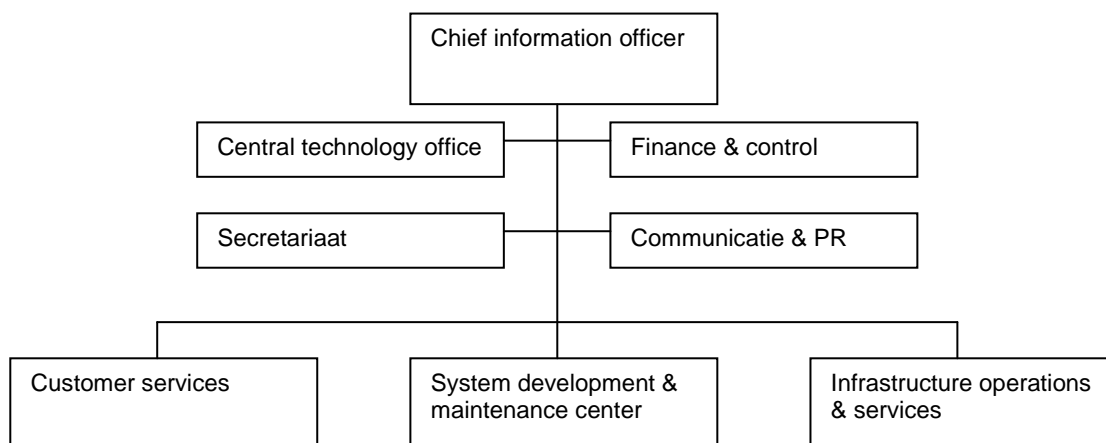 Chief information officer
Central technology office
Finance & control
Secretariaat
Communicatie & PR
Customer services
System development &
maintenance center
Infrastructure operations
& services